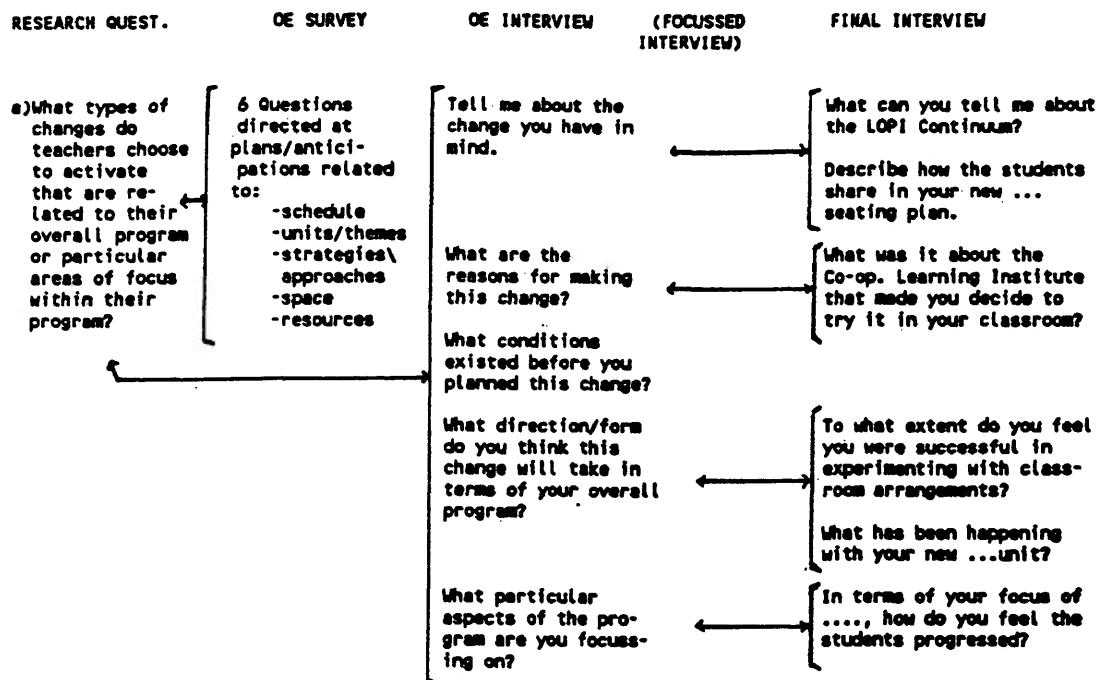 RESEARCH QUEST.
OE SURVEY
OE INTERVIEW
(FOCUSSED
INTERVIEW)
FINAL INTERVIEW
a)What types of
changes do
teachers choose
to activate
that are re-
lated to their
overall program
or particular
areas of focus
within their
program?
6 Questions
directed at
plans/antici-
pations related
to:
-schedule
-units/themes
-strategies\
approaches
-space
-resources
Tell me about the
change you have in
mind.
What are the
reasons for making
this change?
What conditions
existed before you
planned this change?
What direction/form
do you think this
change will take in
terms of your overall
program?
What particular
aspects of the pro-
gram are you focuss-
ing on?
What can you tell me about
the LOPI Continuum?
Describe how the students
share in your new ...
seating plan.
What was it about the
Co-op. Learning Institute
that made you decide to
try it in your classroom?
To what extent do you feel
you were successful in
experimenting with class-
room arrangements?
What has been happening
with your new ...unit?
In terms of your focus of
...., how do you feel the
students progressed?